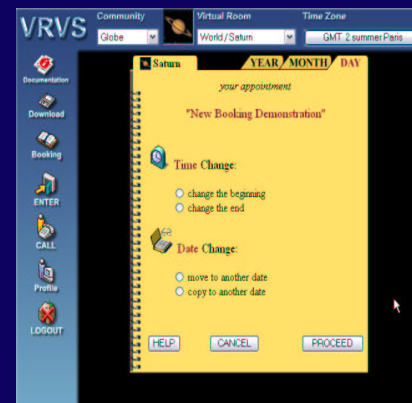 VRVS
Community
Virtual Room
Time Zone
Globe
World/Saturn
GMT 2 summer Paris
Documentation
Download
Booking
ENTER
CALL
Profile
LOGOUT
Saturn
YEAR
MONTH
DAY
your appointment
"New Booking Demonstration"
Time Change:
change the beginning
change the end
Date Change:
move to another date
copy to another date
HELP
CANCEL
PROCEED